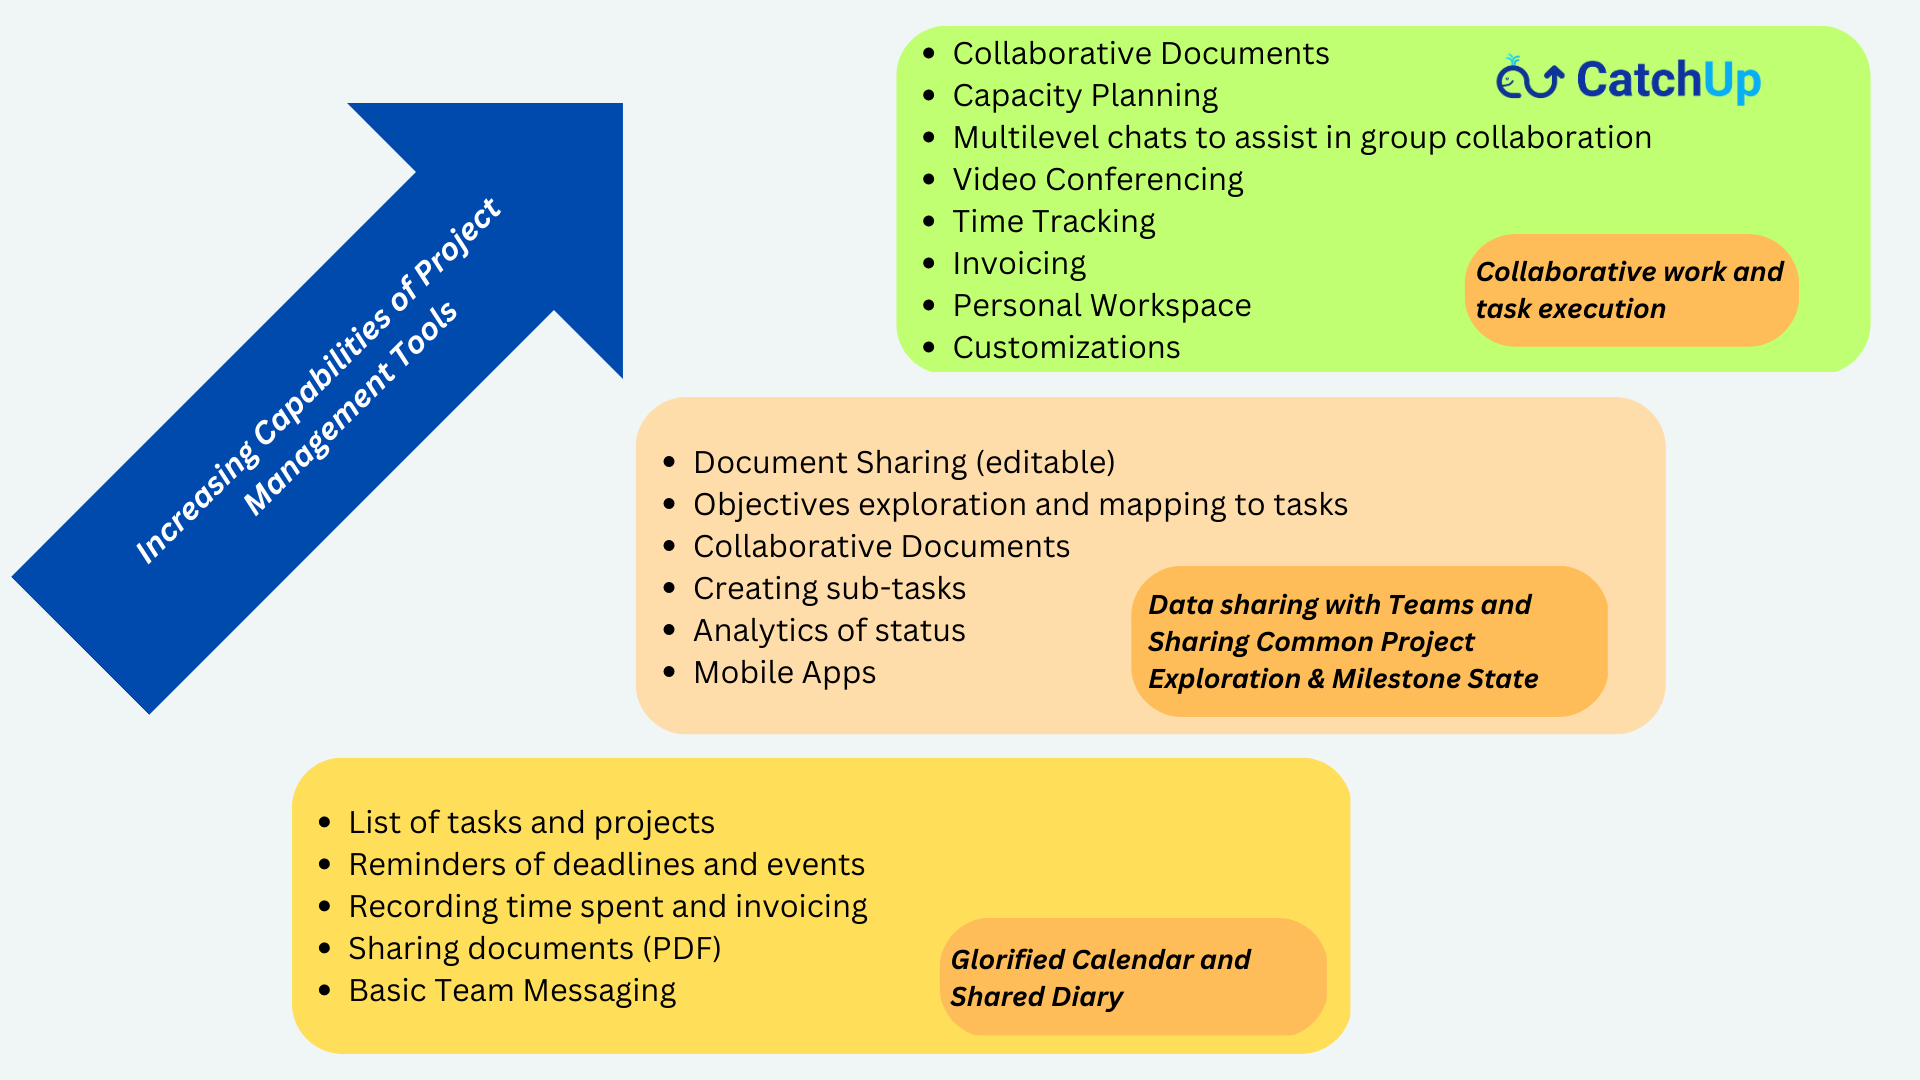 Increasing Capabilities of Project
Management Tools
• Collaborative Documents
• Capacity Planning
• Multilevel chats to assist in group collaboration
• Video Conferencing
• Time Tracking
• Invoicing
• Personal Workspace
• Customizations
CatchUp
Collaborative work and
task execution
• Document Sharing (editable)
• Objectives exploration and mapping to tasks
• Collaborative Documents
• Creating sub-tasks
• Analytics of status
• Mobile Apps
Data sharing with Teams and
Sharing Common Project
Exploration & Milestone State
• List of tasks and projects
• Reminders of deadlines and events
• Recording time spent and invoicing
• Sharing documents (PDF)
• Basic Team Messaging
Glorified Calendar and
Shared Diary